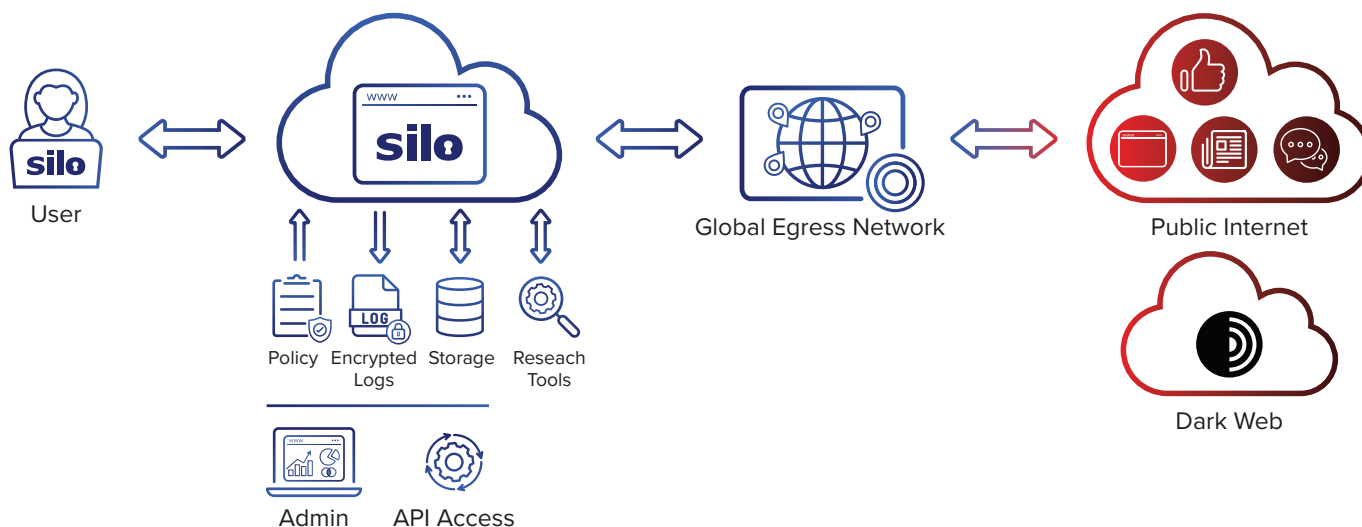 www
silo
silo
User
Global Egress Network
www
Public Internet
LOG
Policy
Encrypted
Logs
Storage
Reseach
Tools
Dark Web
www
Admin
API Access